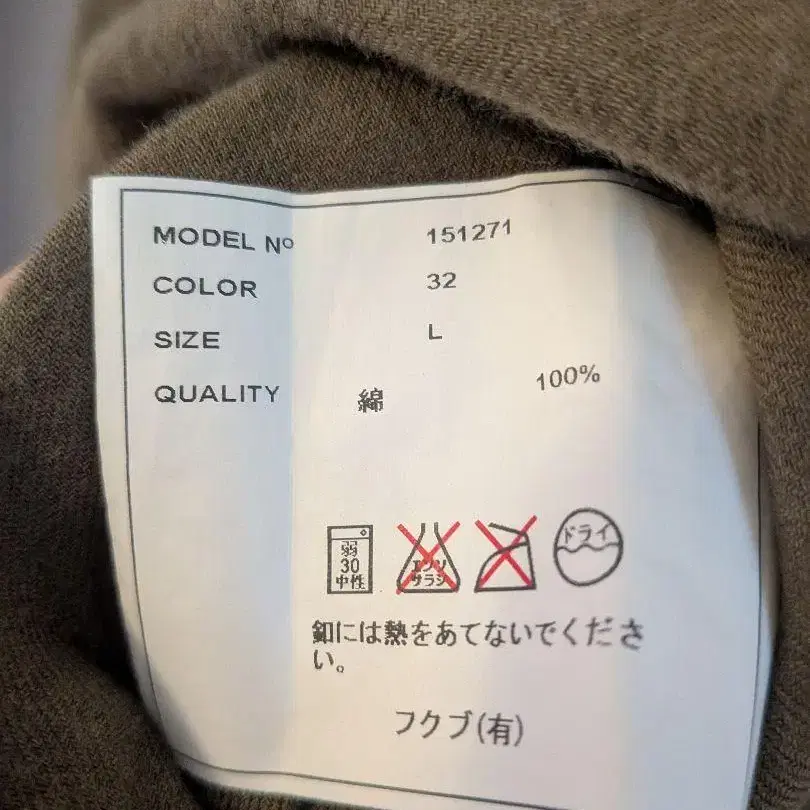 MODEL Nº 151271
COLOR 32
SIZE L
QUALITY 綿 100%
弱
30
中性
エンソ
サラシ
ドライ
釦には熱をあてないでくださ
い。
フクブ(有)